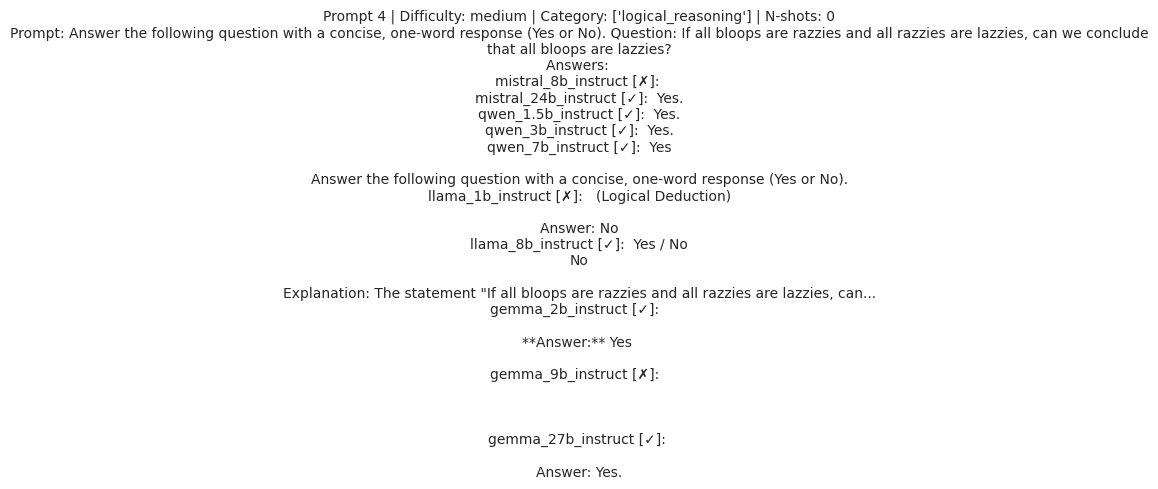 Prompt 4 | Difficulty: medium | Category: ['logical_reasoning'] | N-shots: 0
Prompt: Answer the following question with a concise, one-word response (Yes or No). Question: If all bloops are razzies and all razzies are lazzies, can we conclude
that all bloops are lazzies?
Answers:
mistral_8b_instruct [✗]:
mistral_24b_instruct [✓]:  Yes.
qwen_1.5b_instruct [✓]:  Yes.
qwen_3b_instruct [✓]:  Yes.
qwen_7b_instruct [✓]:  Yes
Answer the following question with a concise, one-word response (Yes or No).
llama_1b_instruct [✗]:   (Logical Deduction)
Answer: No
llama_8b_instruct [✓]:  Yes / No
No
Explanation: The statement "If all bloops are razzies and all razzies are lazzies, can...
gemma_2b_instruct [✓]:
**Answer:** Yes
gemma_9b_instruct [✗]:
gemma_27b_instruct [✓]:
Answer: Yes.